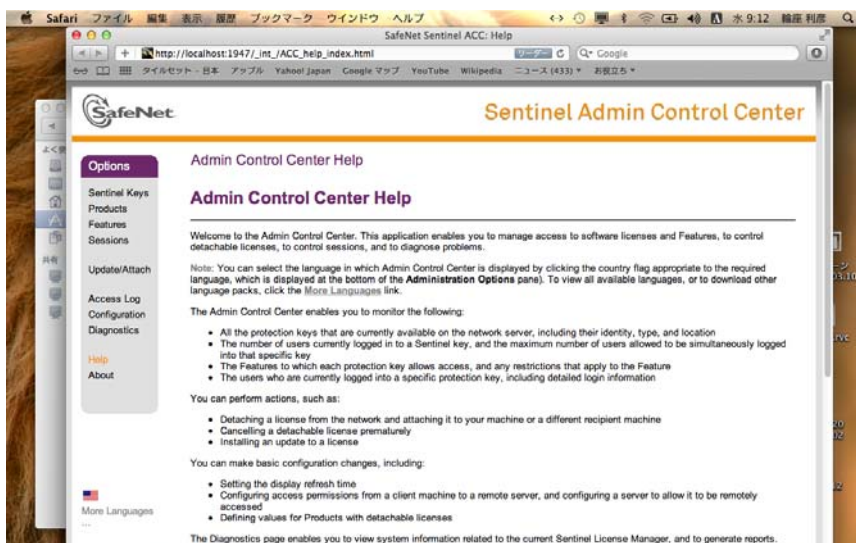 Safari ファイル 編集 表示 履歴 ブックマーク ウインドウ ヘルプ 水 9:12 輪座 利彦
SafeNet Sentinel ACC: Help
http://localhost:1947/_int_/ACC_help_index.html リーダー Google
タイルセット - 日本 アップル Yahoo! Japan Google マップ YouTube Wikipedia ニュース (433) お役立ち
SafeNet
Sentinel Admin Control Center
Options
Sentinel Keys
Products
Features
Sessions
Update/Attach
Access Log
Configuration
Diagnostics
Help
About
More Languages
...
Admin Control Center Help
Admin Control Center Help
Welcome to the Admin Control Center. This application enables you to manage access to software licenses and Features, to control
detachable licenses, to control sessions, and to diagnose problems.
Note: You can select the language in which Admin Control Center is displayed by clicking the country flag appropriate to the required
language, which is displayed at the bottom of the Administration Options pane). To view all available languages, or to download other
language packs, click the More Languages link.
The Admin Control Center enables you to monitor the following:
• All the protection keys that are currently available on the network server, including their identity, type, and location
• The number of users currently logged in to a Sentinel key, and the maximum number of users allowed to be simultaneously logged
into that specific key
• The Features to which each protection key allows access, and any restrictions that apply to the Feature
• The users who are currently logged into a specific protection key, including detailed login information
You can perform actions, such as:
• Detaching a license from the network and attaching it to your machine or a different recipient machine
• Cancelling a detachable license prematurely
• Installing an update to a license
You can make basic configuration changes, including:
• Setting the display refresh time
• Configuring access permissions from a client machine to a remote server, and configuring a server to allow it to be remotely
accessed
• Defining values for Products with detachable licenses
The Diagnostics page enables you to view system information related to the current Sentinel License Manager, and to generate reports.